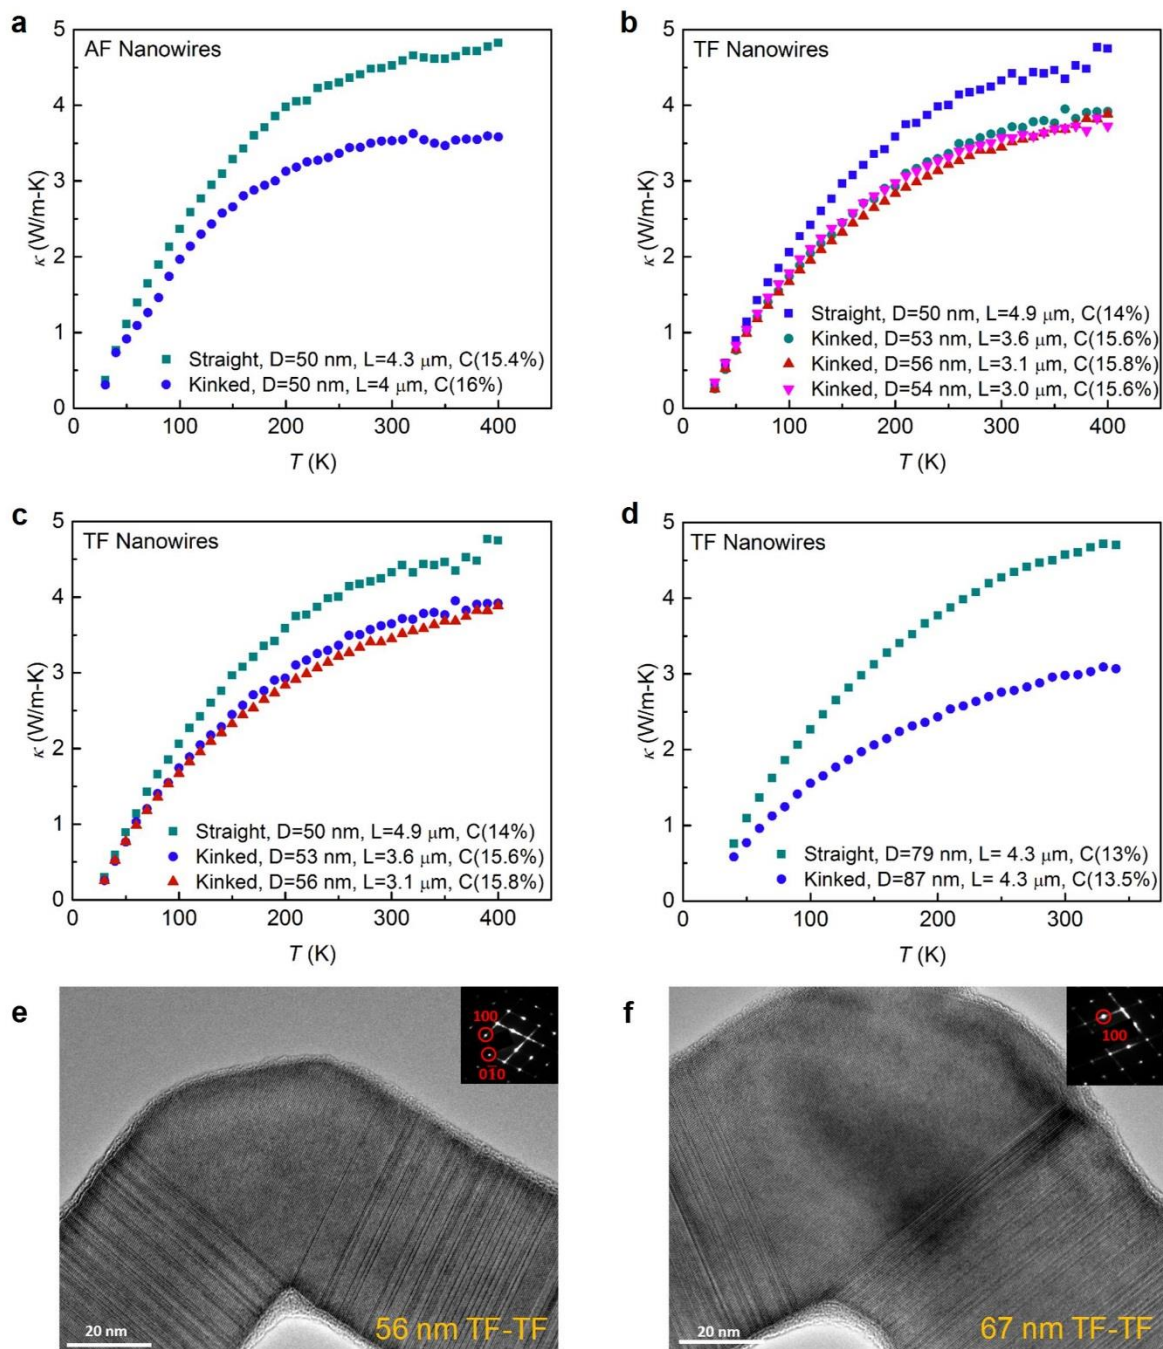 a
AF Nanowires
5
4
3
2
1
0
κ (W/m-K)
Straight, D=50 nm, L=4.3 μm, C(15.4%)
Kinked, D=50 nm, L=4 μm, C(16%)
0 100 200 300 400
T (K)
b
TF Nanowires
5
4
3
2
1
0
κ (W/m-K)
Straight, D=50 nm, L=4.9 μm, C(14%)
Kinked, D=53 nm, L=3.6 μm, C(15.6%)
Kinked, D=56 nm, L=3.1 μm, C(15.8%)
Kinked, D=54 nm, L=3.0 μm, C(15.6%)
0 100 200 300 400
T (K)
c
TF Nanowires
5
4
3
2
1
0
κ (W/m-K)
Straight, D=50 nm, L=4.9 μm, C(14%)
Kinked, D=53 nm, L=3.6 μm, C(15.6%)
Kinked, D=56 nm, L=3.1 μm, C(15.8%)
0 100 200 300 400
T (K)
d
TF Nanowires
5
4
3
2
1
0
κ (W/m-K)
Straight, D=79 nm, L= 4.3 μm, C(13%)
Kinked, D=87 nm, L= 4.3 μm, C(13.5%)
0 100 200 300
T (K)
e
100
010
20 nm
56 nm TF-TF
f
100
20 nm
67 nm TF-TF